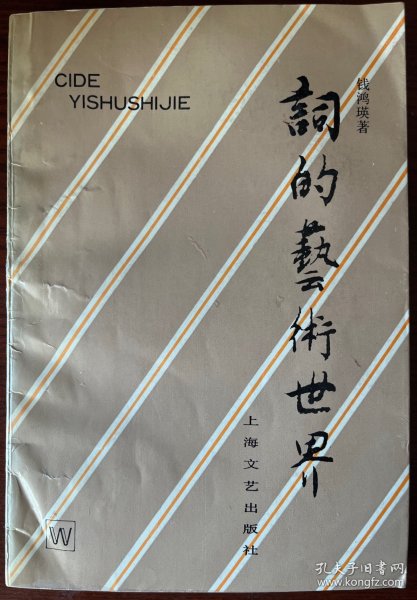 CIDE
YISHUSHIJIE
钱鸿瑛著
詞的藝術世界
上海文艺出版社
W
孔夫子旧书网
www.kongfz.com